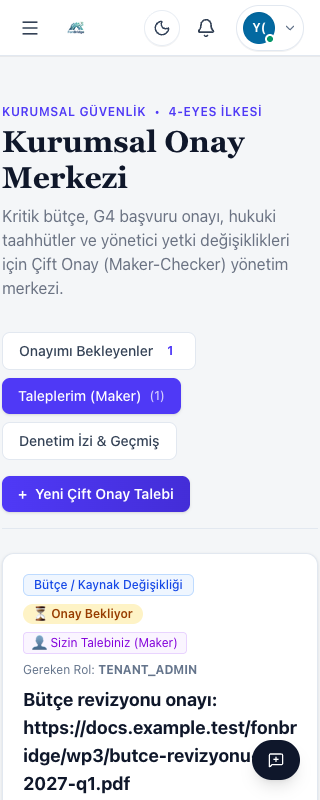 Y(
KURUMSAL GÜVENLİK • 4-EYES İLKESİ
Kurumsal Onay
Merkezi
Kritik bütçe, G4 başvuru onayı, hukuki
taahhütler ve yönetici yetki değişiklikleri
için Çift Onay (Maker-Checker) yönetim
merkezi.
Onayımı Bekleyenler 1
Taleplerim (Maker) (1)
Denetim İzi & Geçmiş
+ Yeni Çift Onay Talebi
Bütçe / Kaynak Değişikliği
⏳ Onay Bekliyor
👤 Sizin Talebiniz (Maker)
Gereken Rol: TENANT_ADMIN
Bütçe revizyonu onayı:
https://docs.example.test/fonbr
idge/wp3/butce-revizyonu
2027-q1.pdf